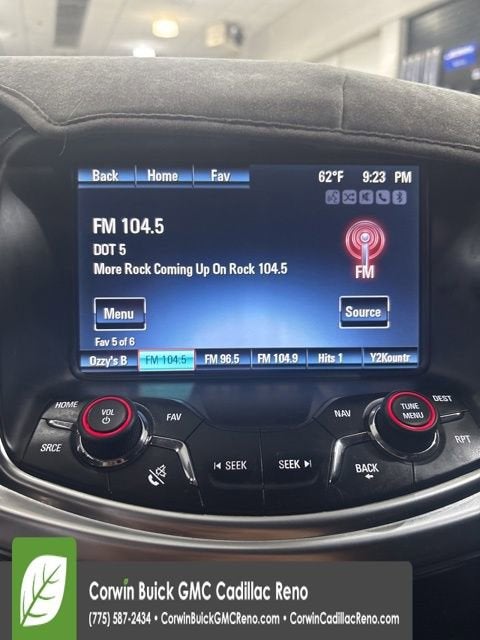 Back Home Fav 62°F 9:23 PM
FM 104.5
DOT 5
More Rock Coming Up On Rock 104.5
FM
Menu
Source
Fav 5 of 6
Ozzy's B FM 104.5 FM 96.5 FM 104.9 Hits 1 Y2Kountr
HOME VOL FAV NAV TUNE MENU DEST
SRCE SEEK SEEK BACK RPT
Corwin Buick GMC Cadillac Reno
(775) 587-2434 • CorwinBuickGMCReno.com • CorwinCadillacReno.com